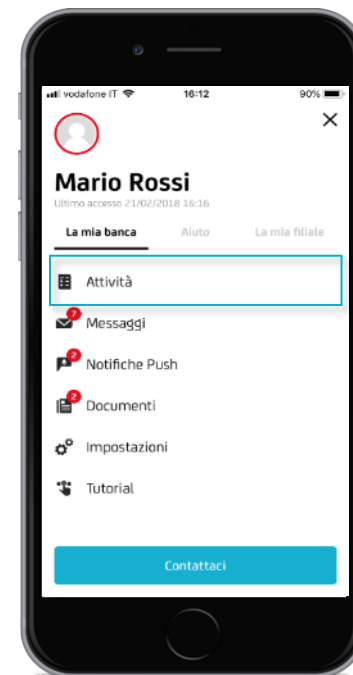 vodafone IT 16:12 90%
Mario Rossi
Ultimo accesso 21/02/2018 16:16
La mia banca Aiuto La mia filiale
Attività
7
Messaggi
2
Notifiche Push
2
Documenti
Impostazioni
Tutorial
Contattaci